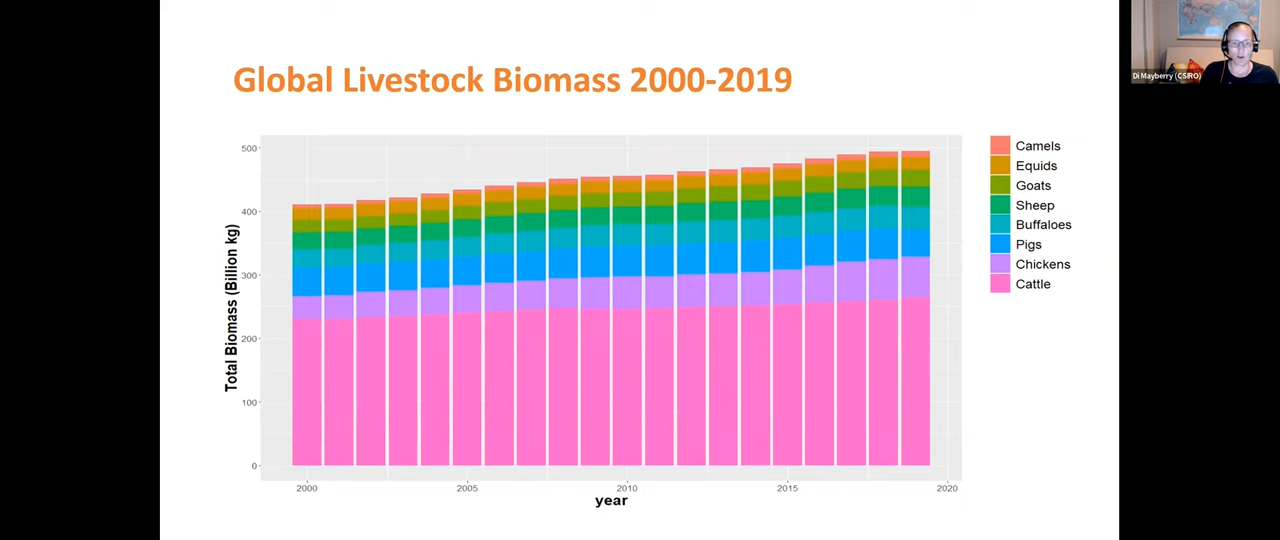 Global Livestock Biomass 2000-2019
Di Mayberry (CSIRO)
Total Biomass (Billion kg)
500
400
300
200
100
0
2000
2005
2010
2015
2020
year
Camels
Equids
Goats
Sheep
Buffaloes
Pigs
Chickens
Cattle